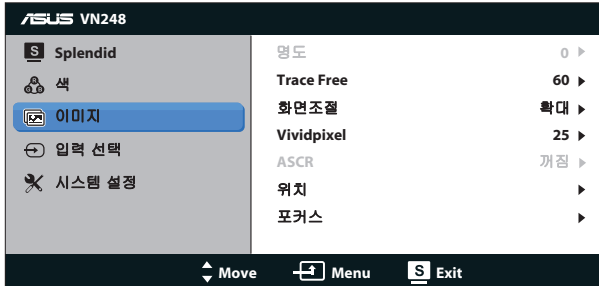 ASUS VN248
S Splendid
색
이미지
입력 선택
시스템 설정
명도 0
Trace Free 60
화면조절 확대
Vividpixel 25
ASCR 꺼짐
위치
포커스
Move Menu S Exit